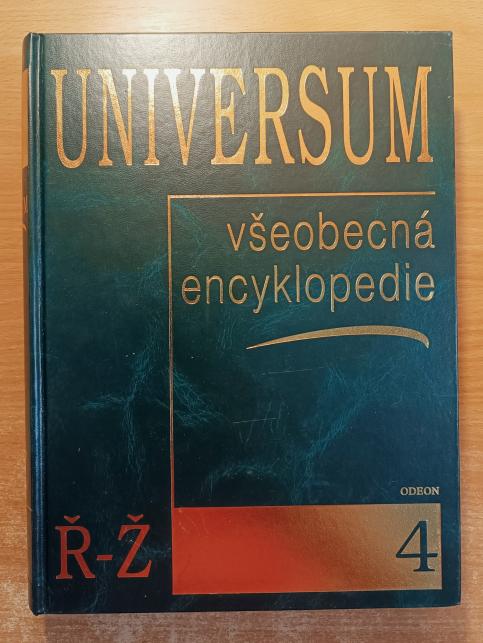 UNIVERSUM
všeobecná
encyklopedie
ODEON
Ř-Ž
4